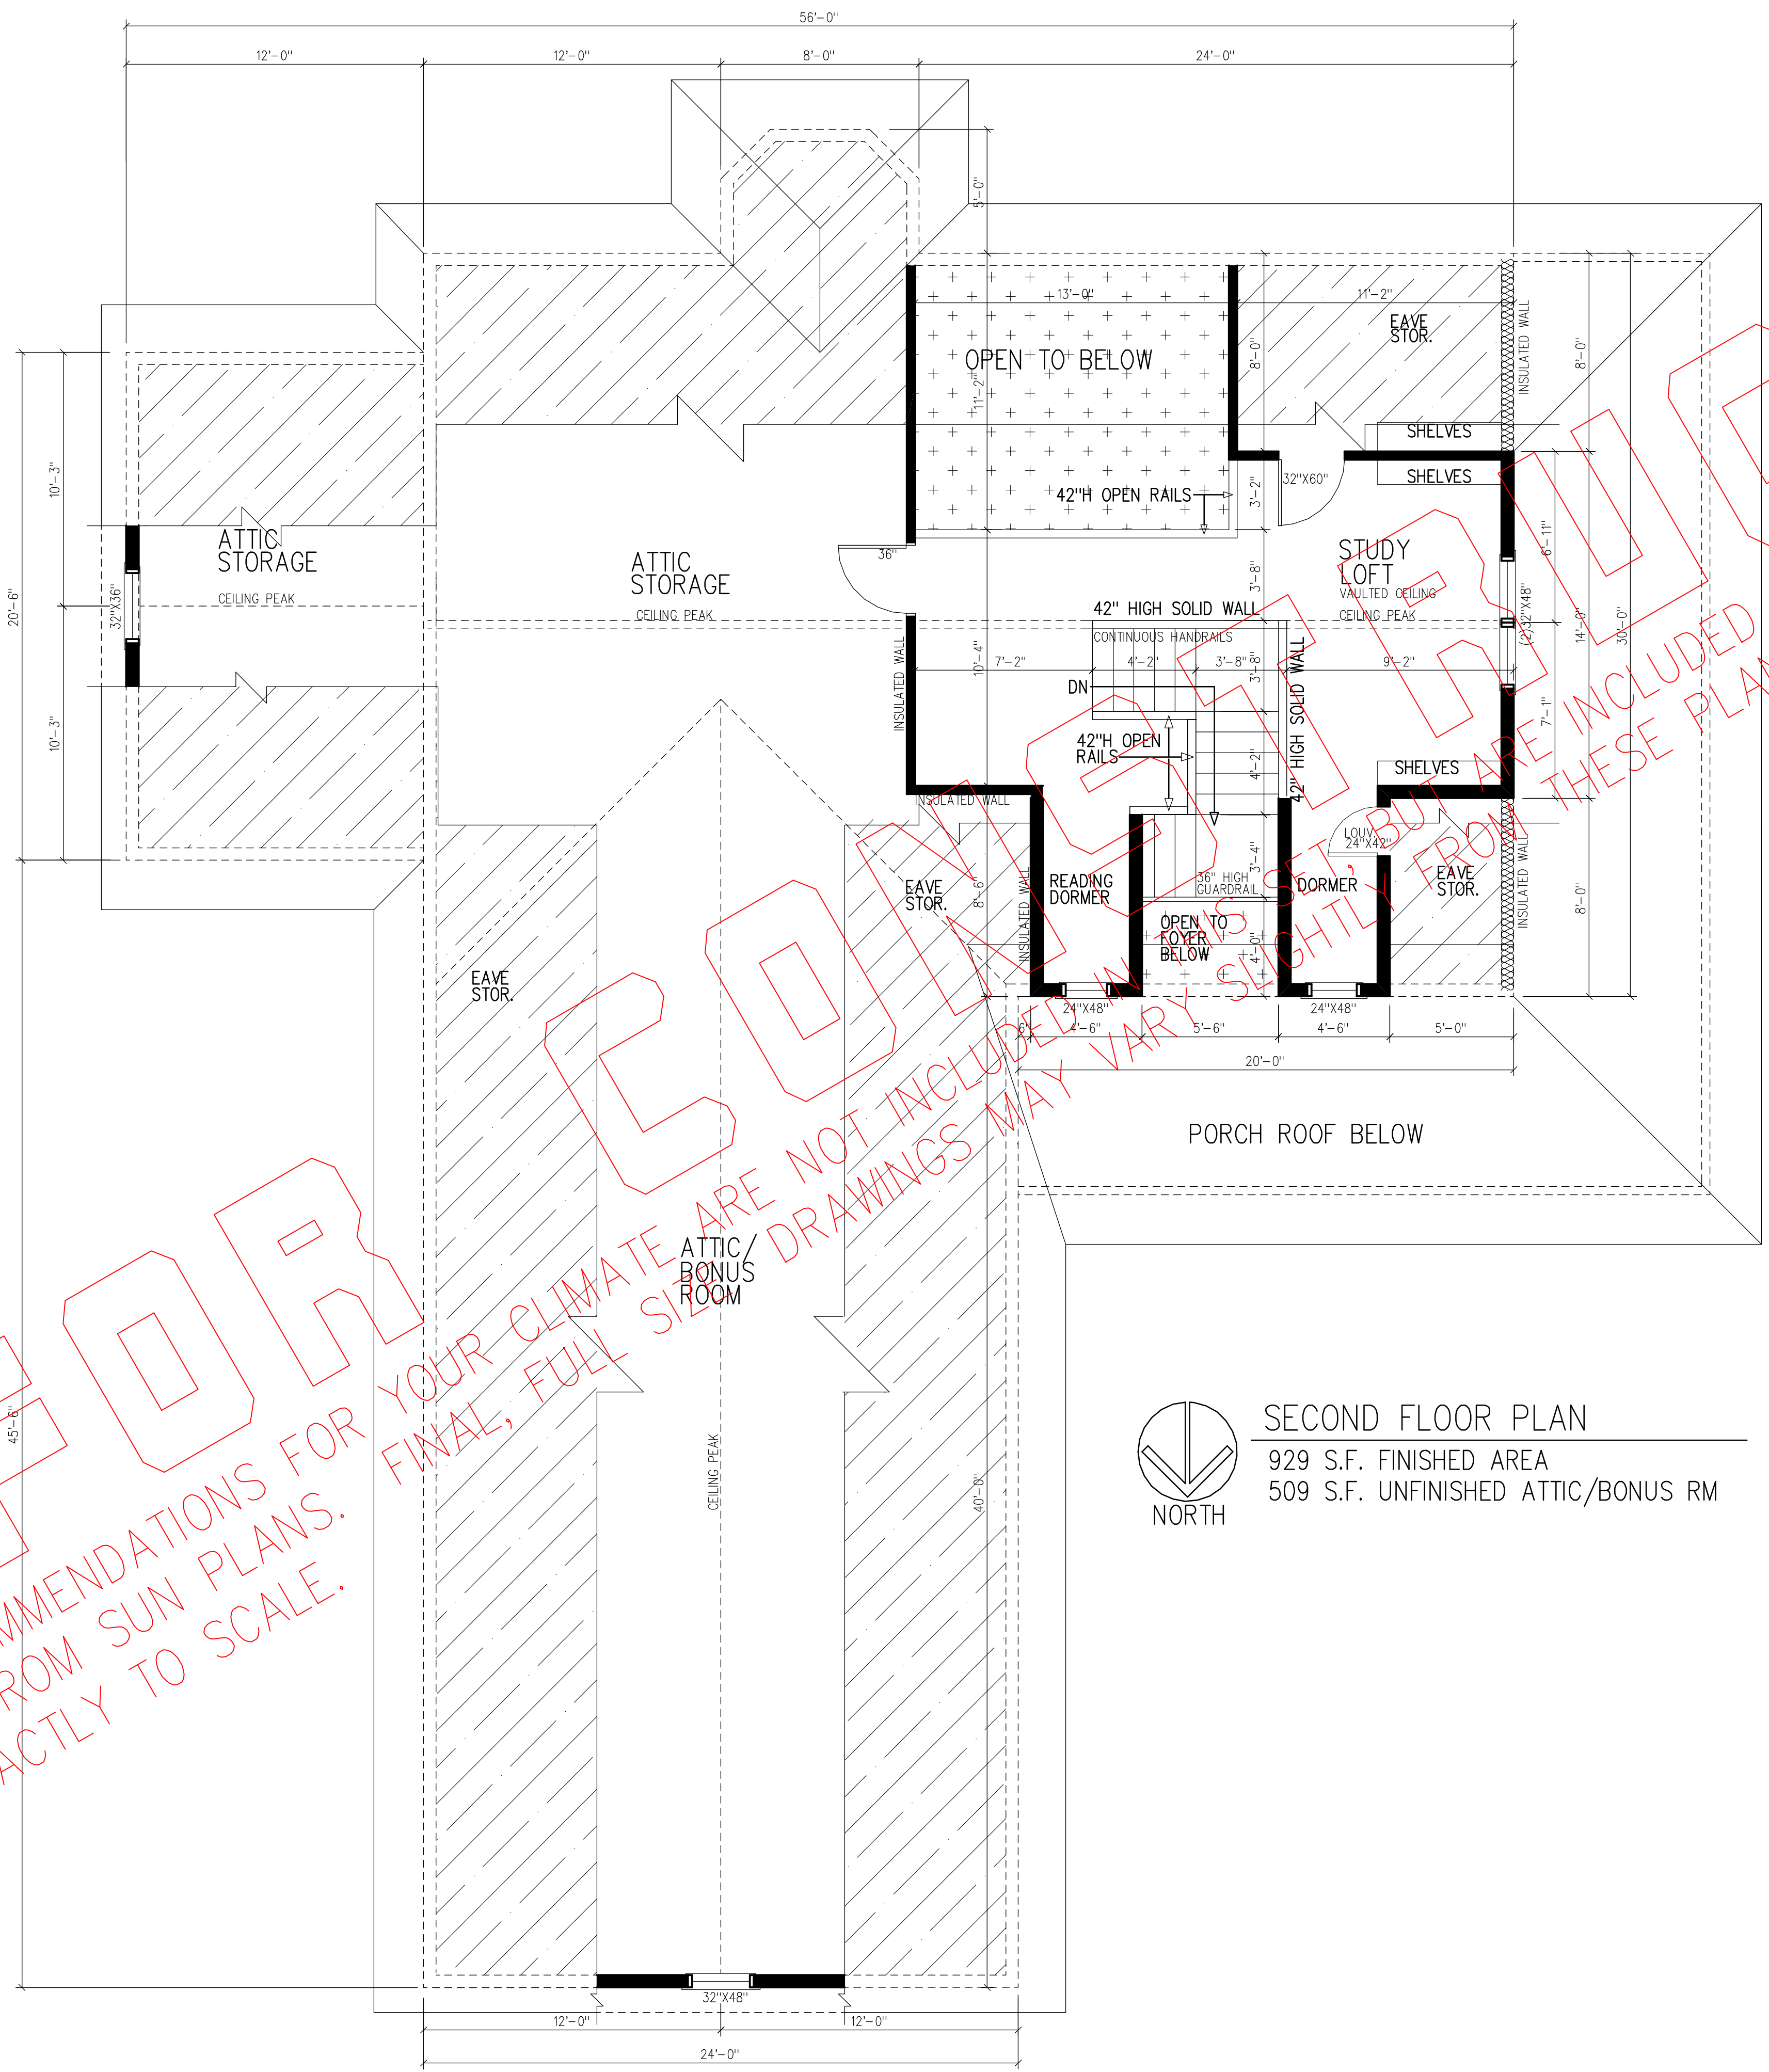 56'-0"
12'-0"
12'-0"
8'-0"
24'-0"
5'-0"
13'-0"
11'-2"
EAVE
STOR.
INSULATED WALL
8'-0"
8'-0"
OPEN TO BELOW
11'-2"
SHELVES
SHELVES
32"X60"
42"H OPEN RAILS
3'-2"
10'-3"
20'-6"
ATTIC
STORAGE
CEILING PEAK
32"X36"
10'-3"
ATTIC
STORAGE
CEILING PEAK
36"
STUDY
LOFT
VAULTED CEILING
CEILING PEAK
6'-11"
(2)32"X48"
14'-0"
30'-0"
3'-8"
42" HIGH SOLID WALL
CONTINUOUS HANDRAILS
INSULATED WALL
10'-4"
7'-2"
4'-2"
3'-8"
3'-8"
42" HIGH SOLID WALL
9'-2"
DN
42"H OPEN
RAILS
4'-2"
7'-1"
SHELVES
INSULATED WALL
LOUV.
24"X42"
EAVE
STOR.
8'-6"
INSULATED WALL
READING
DORMER
3'-4"
36" HIGH
GUARDRAIL
DORMER
EAVE
STOR.
INSULATED WALL
8'-0"
OPEN TO
FOYER
BELOW
4'-0"
EAVE
STOR.
24"X48"
24"X48"
6"
4'-6"
5'-6"
4'-6"
5'-0"
20'-0"
PORCH ROOF BELOW
ATTIC/
BONUS
ROOM
CEILING PEAK
45'-6"
40'-0"
SECOND FLOOR PLAN
929 S.F. FINISHED AREA
509 S.F. UNFINISHED ATTIC/BONUS RM
NORTH
32"X48"
12'-0"
12'-0"
24'-0"
FOR CONST
FOR YOUR CLIMATE ARE NOT INCLUDED IN THIS SET, BUT ARE INCLUDED
SUN PLANS. FINAL, FULL SIZE DRAWINGS MAY VARY SLIGHTLY FROM THESE
TO SCALE.